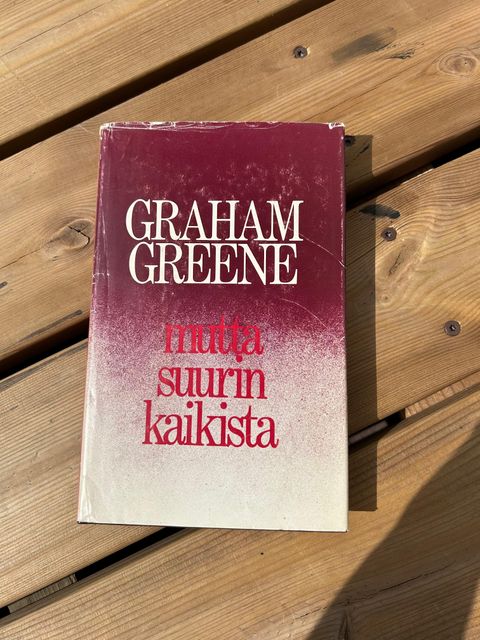 GRAHAM
GREENE
mutta
suurin
kaikista